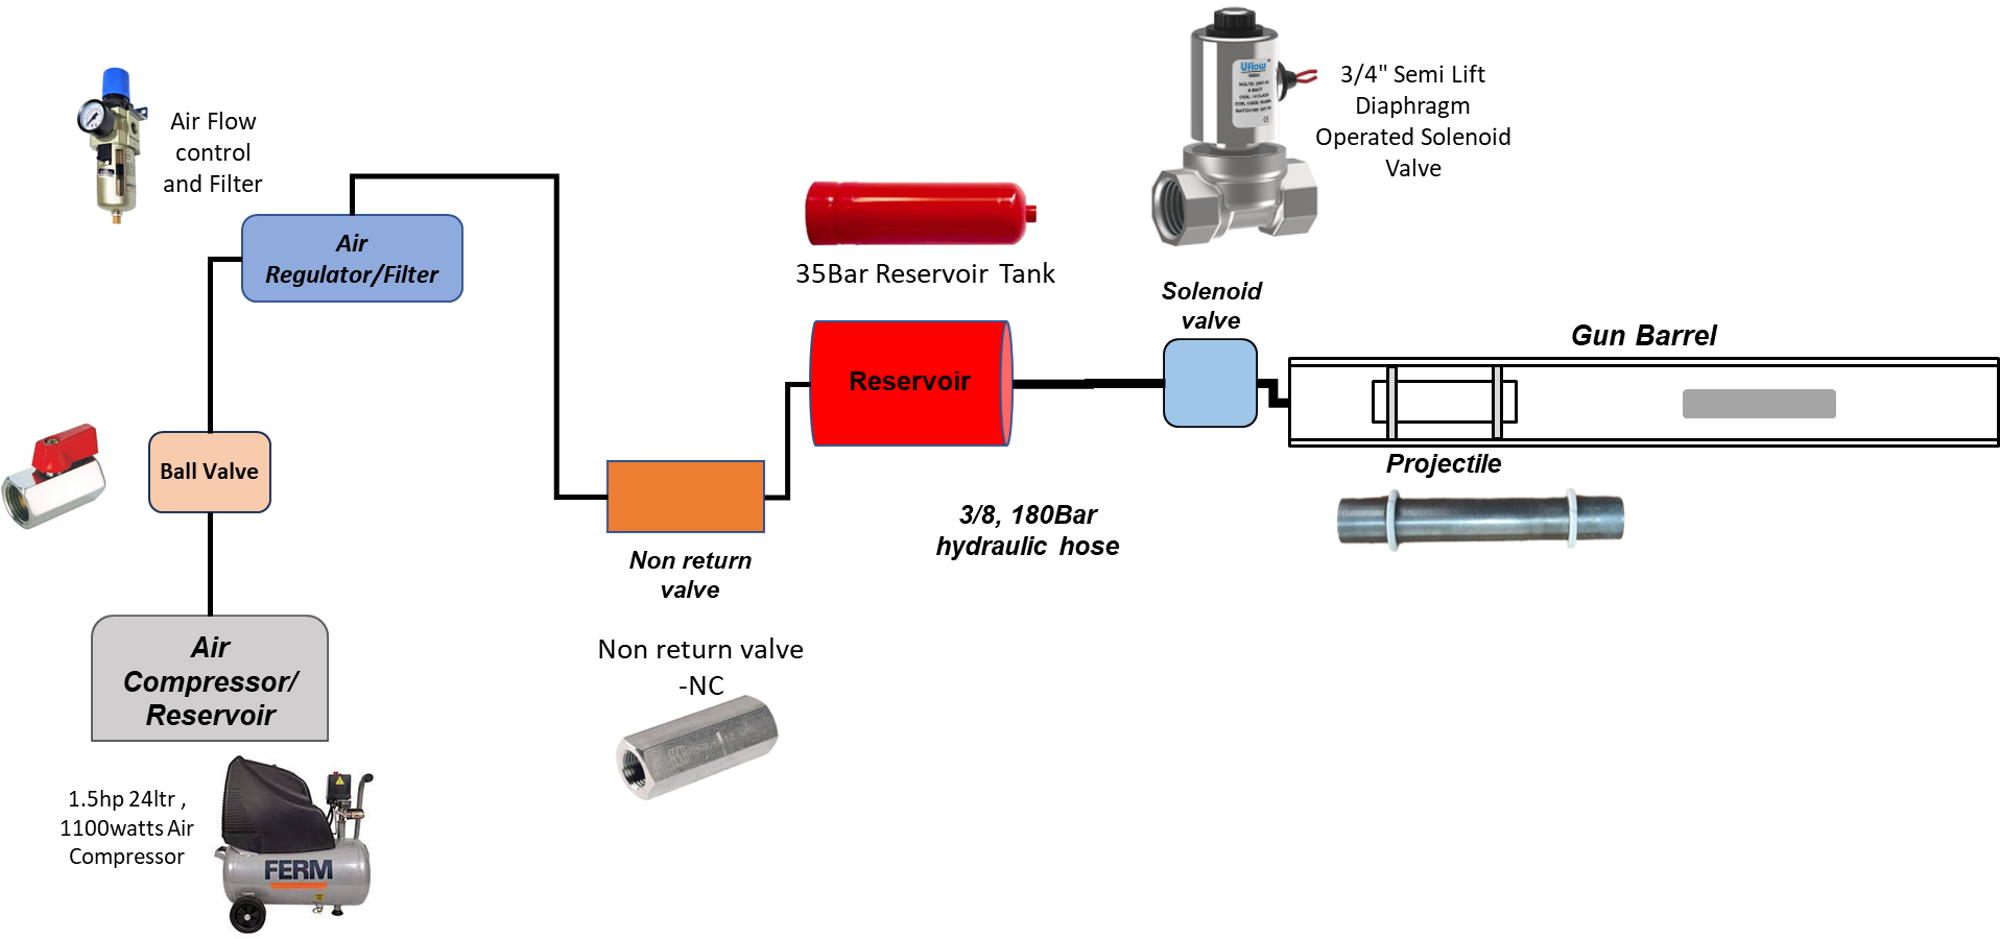 Air Flow
control
and Filter
Air
Regulator/Filter
Ball Valve
Air
Compressor/
Reservoir
1.5hp 24ltr ,
1100watts Air
Compressor
FERM
Non return
valve
Non return valve
-NC
35Bar Reservoir Tank
Reservoir
3/8, 180Bar
hydraulic hose
Uflow
3/4" Semi Lift
Diaphragm
Operated Solenoid
Valve
Solenoid
valve
Gun Barrel
Projectile